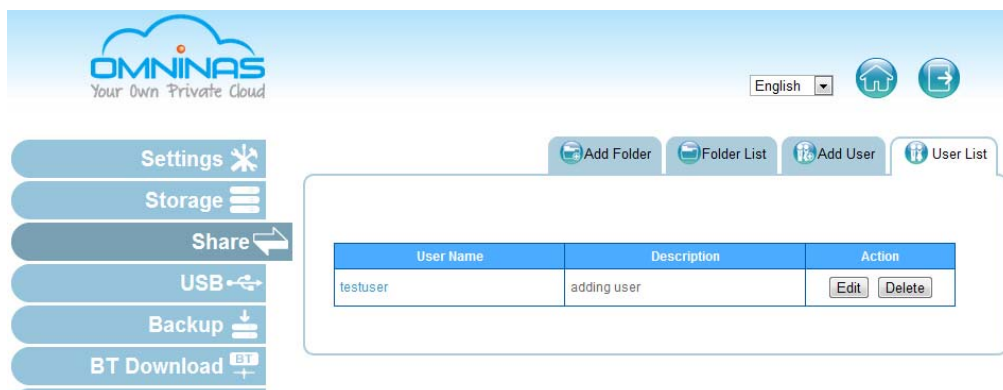 OMNINAS
Your Own Private Cloud
English
Settings
Storage
Share
USB
Backup
BT Download BT
Add Folder
Folder List
Add User
User List
User Name Description Action
testuser adding user Edit Delete